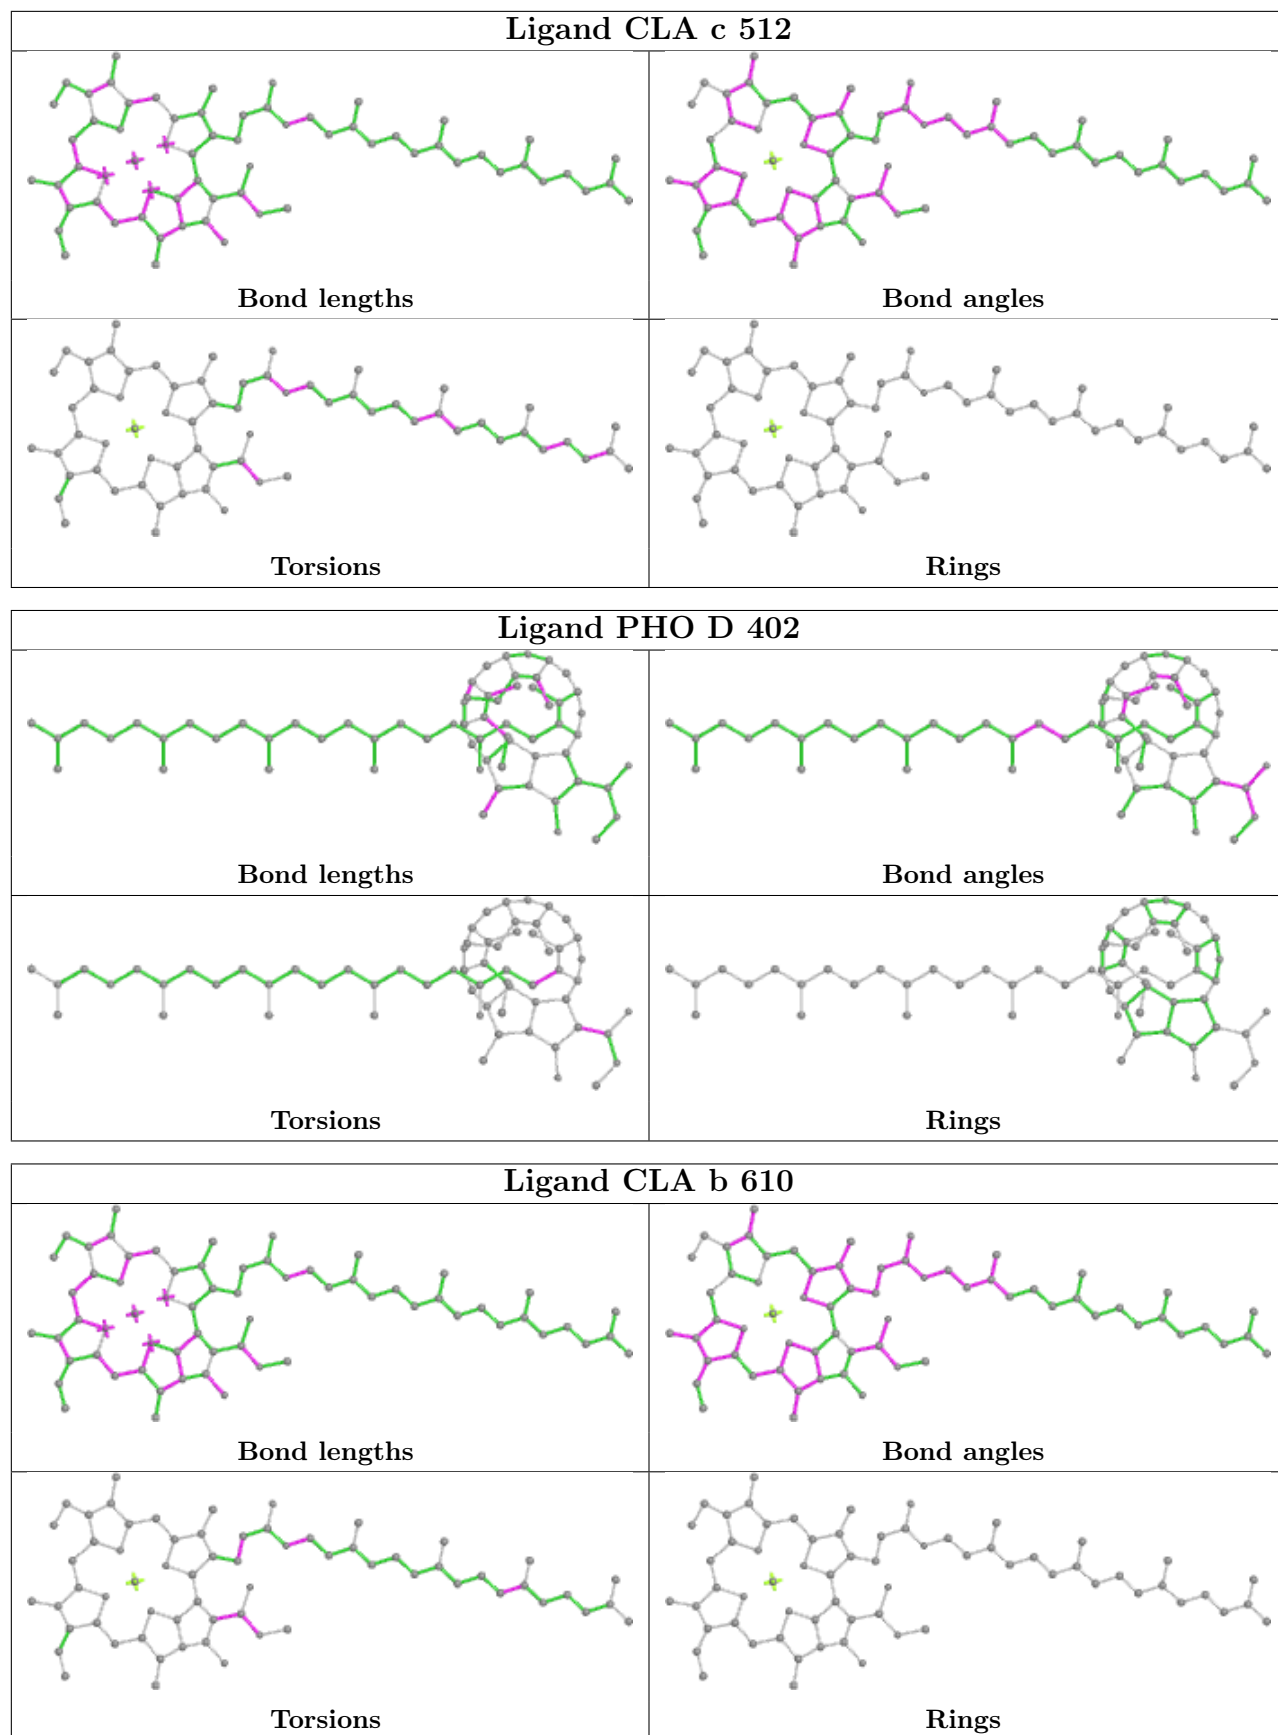 Ligand CLA c 512
Bond lengths
Bond angles
Torsions
Rings
Ligand PHO D 402
Bond lengths
Bond angles
Torsions
Rings
Ligand CLA b 610
Bond lengths
Bond angles
Torsions
Rings